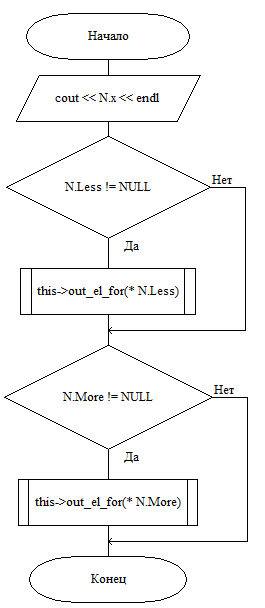 Начало
cout << N.x << endl
N.Less != NULL
Нет
Да
this->out_el_for(* N.Less)
N.More != NULL
Нет
Да
this->out_el_for(* N.More)
Конец